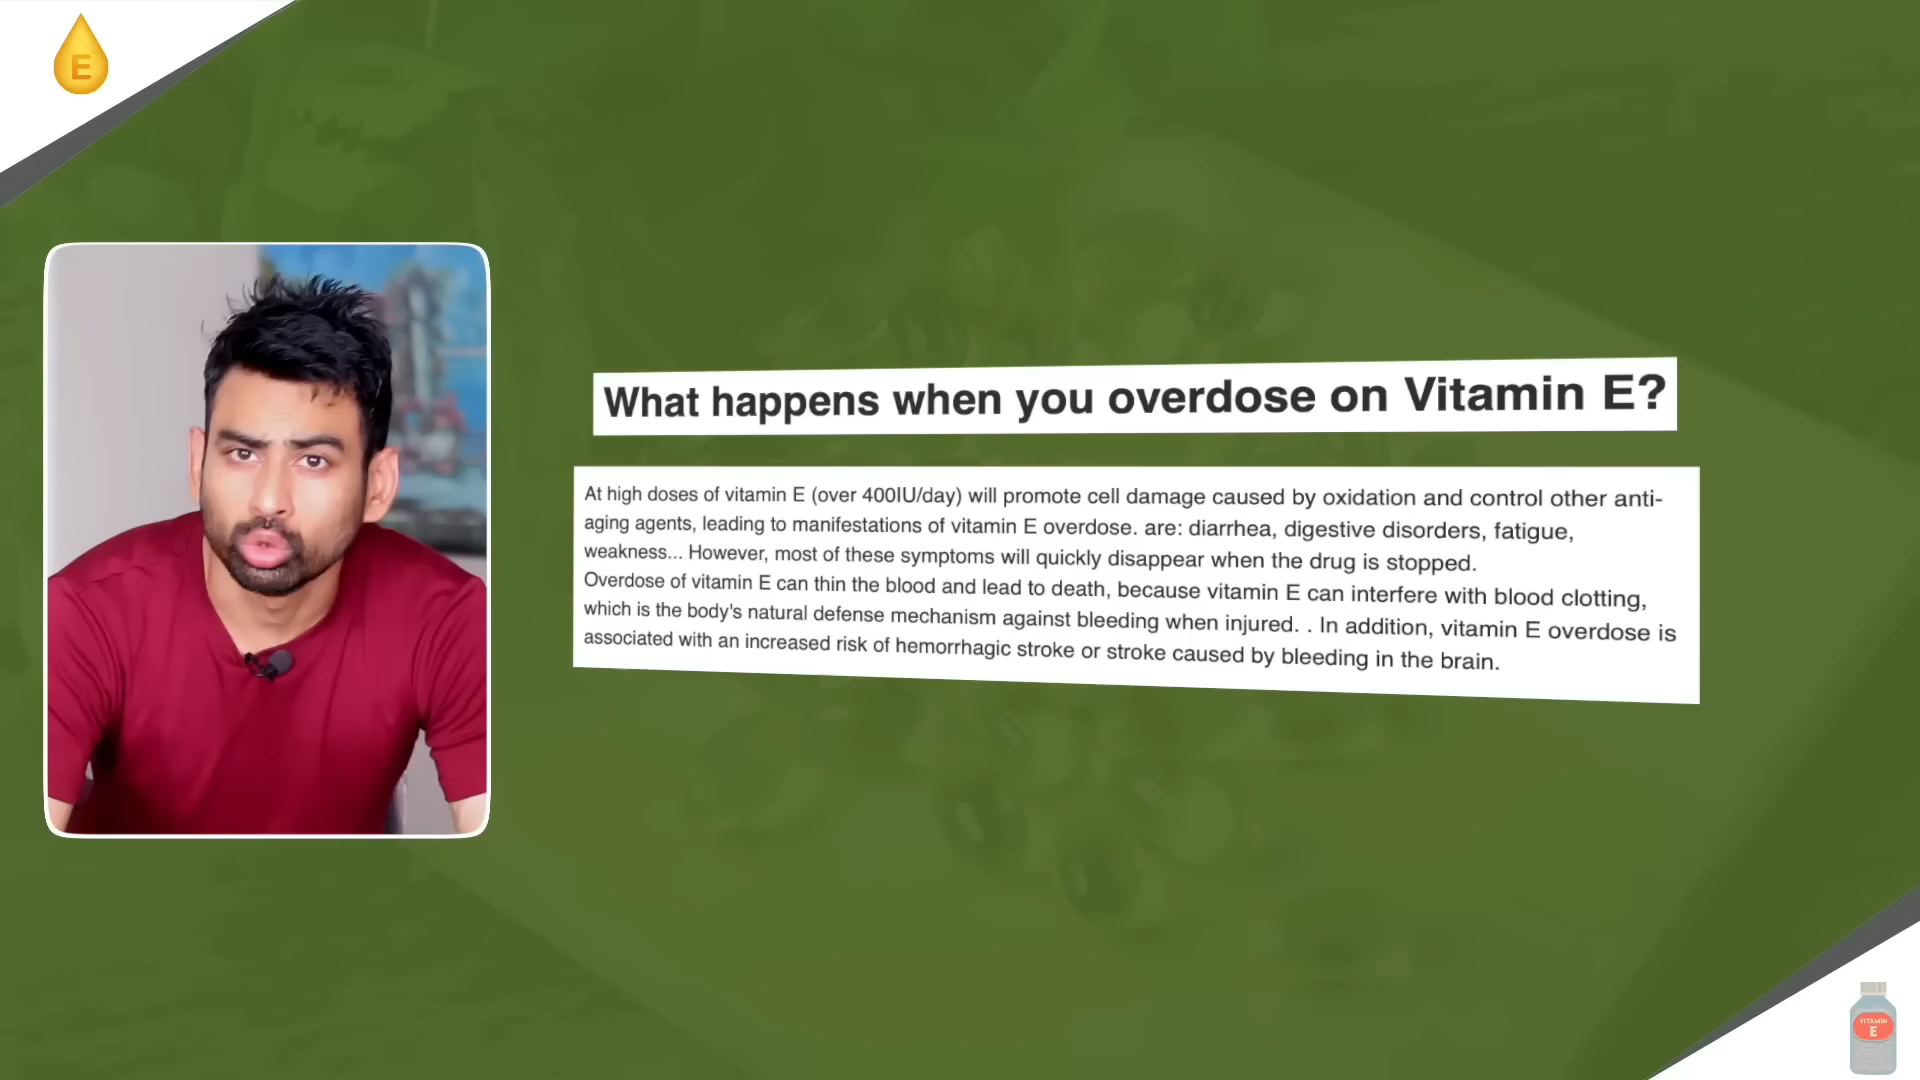 E
What happens when you overdose on Vitamin E?
At high doses of vitamin E (over 400IU/day) will promote cell damage caused by oxidation and control other anti-
aging agents, leading to manifestations of vitamin E overdose. are: diarrhea, digestive disorders, fatigue,
weakness... However, most of these symptoms will quickly disappear when the drug is stopped.
Overdose of vitamin E can thin the blood and lead to death, because vitamin E can interfere with blood clotting,
which is the body's natural defense mechanism against bleeding when injured. . In addition, vitamin E overdose is
associated with an increased risk of hemorrhagic stroke or stroke caused by bleeding in the brain.
VITAMIN
E